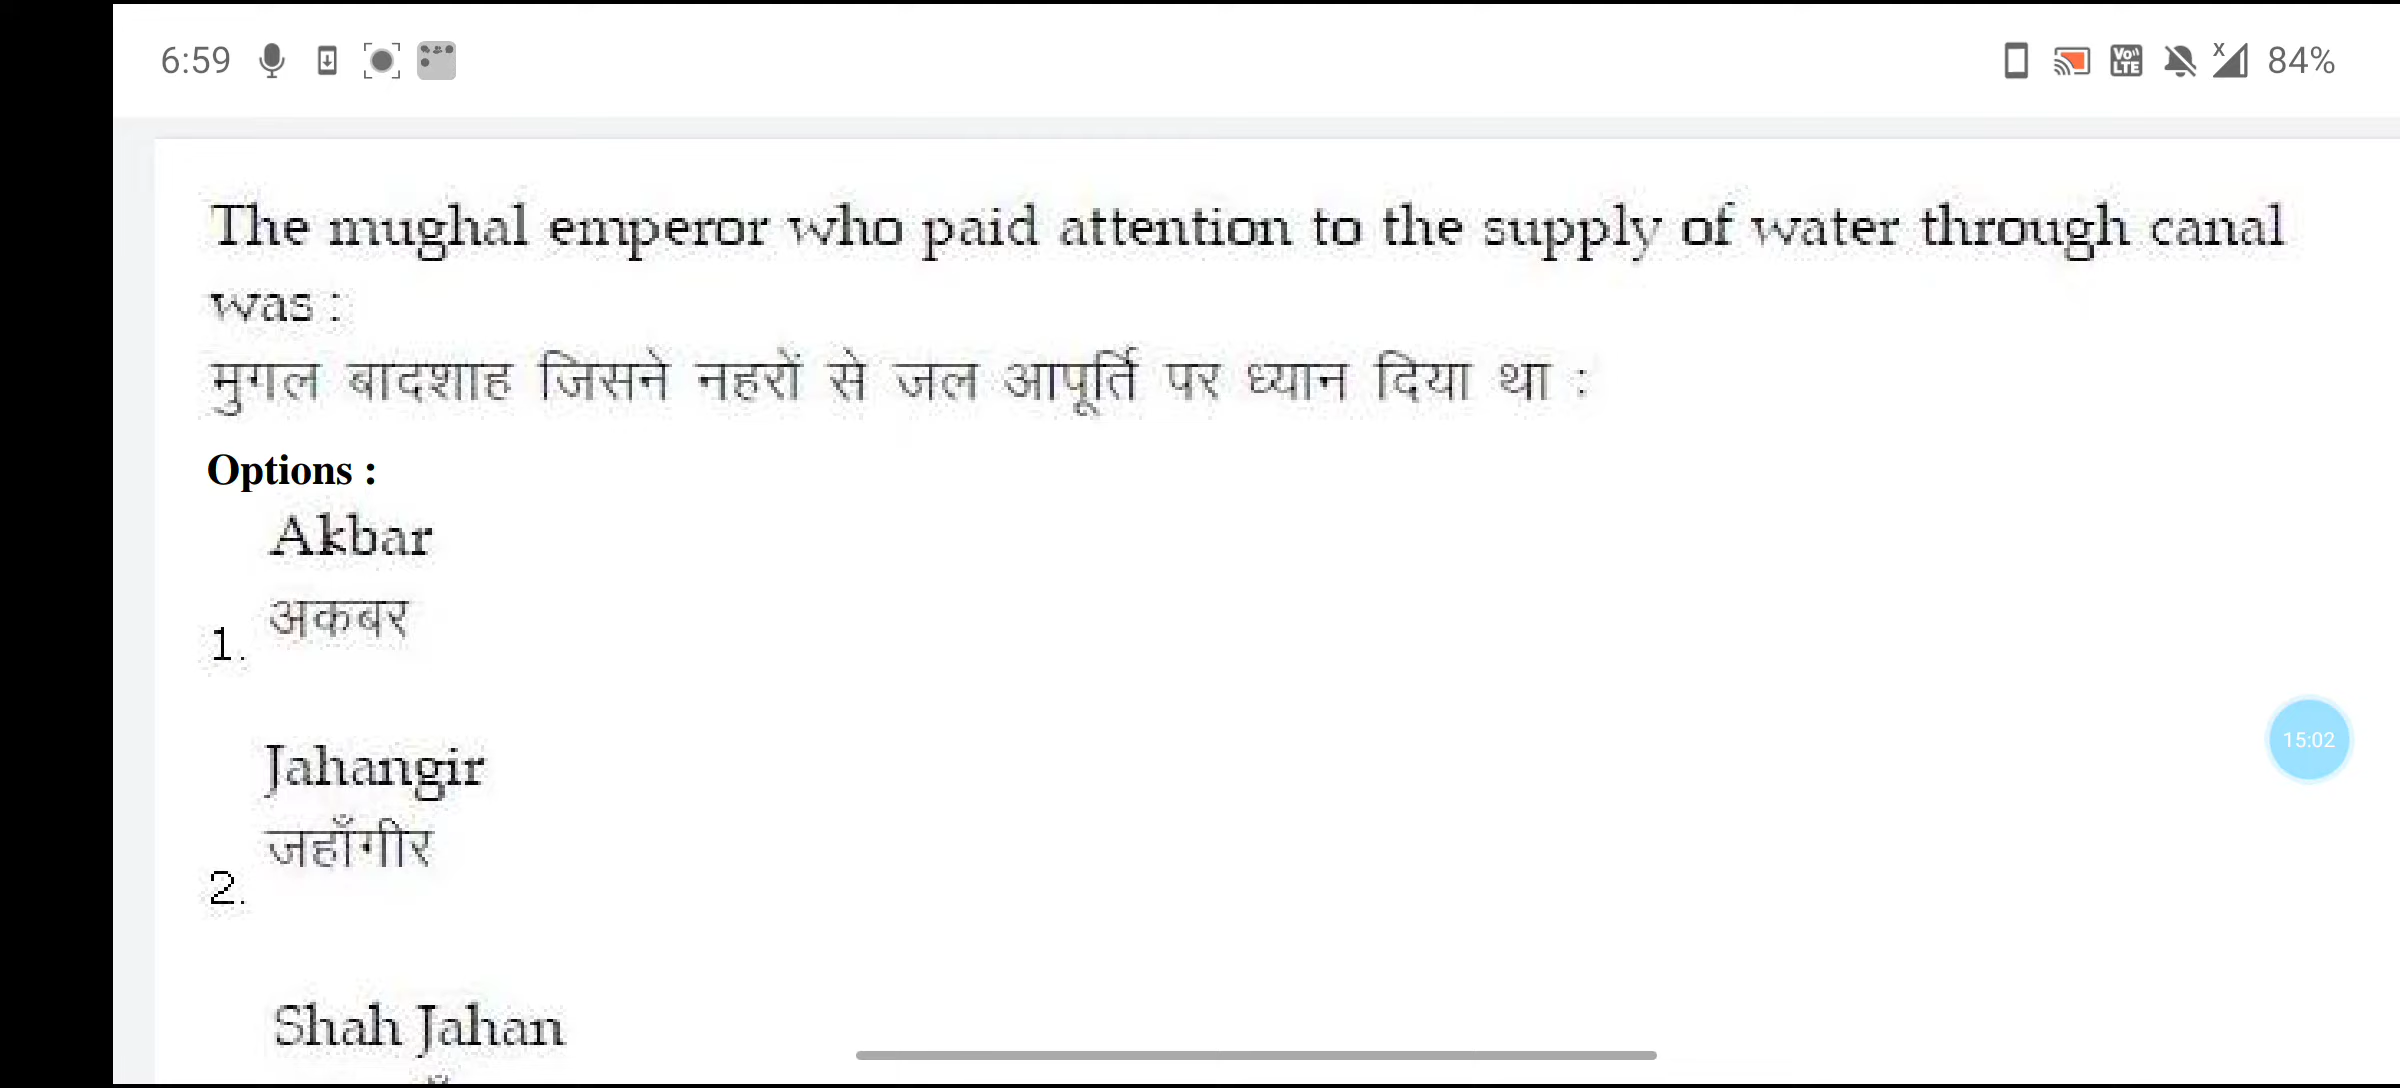 6:59
VoLTE
x
84%
The mughal emperor who paid attention to the supply of water through canal
was :
मुगल बादशाह जिसने नहरों से जल आपूर्ति पर ध्यान दिया था :
Options :
Akbar
अकबर
1.
Jahangir
जहाँगीर
2.
15:02
Shah Jahan